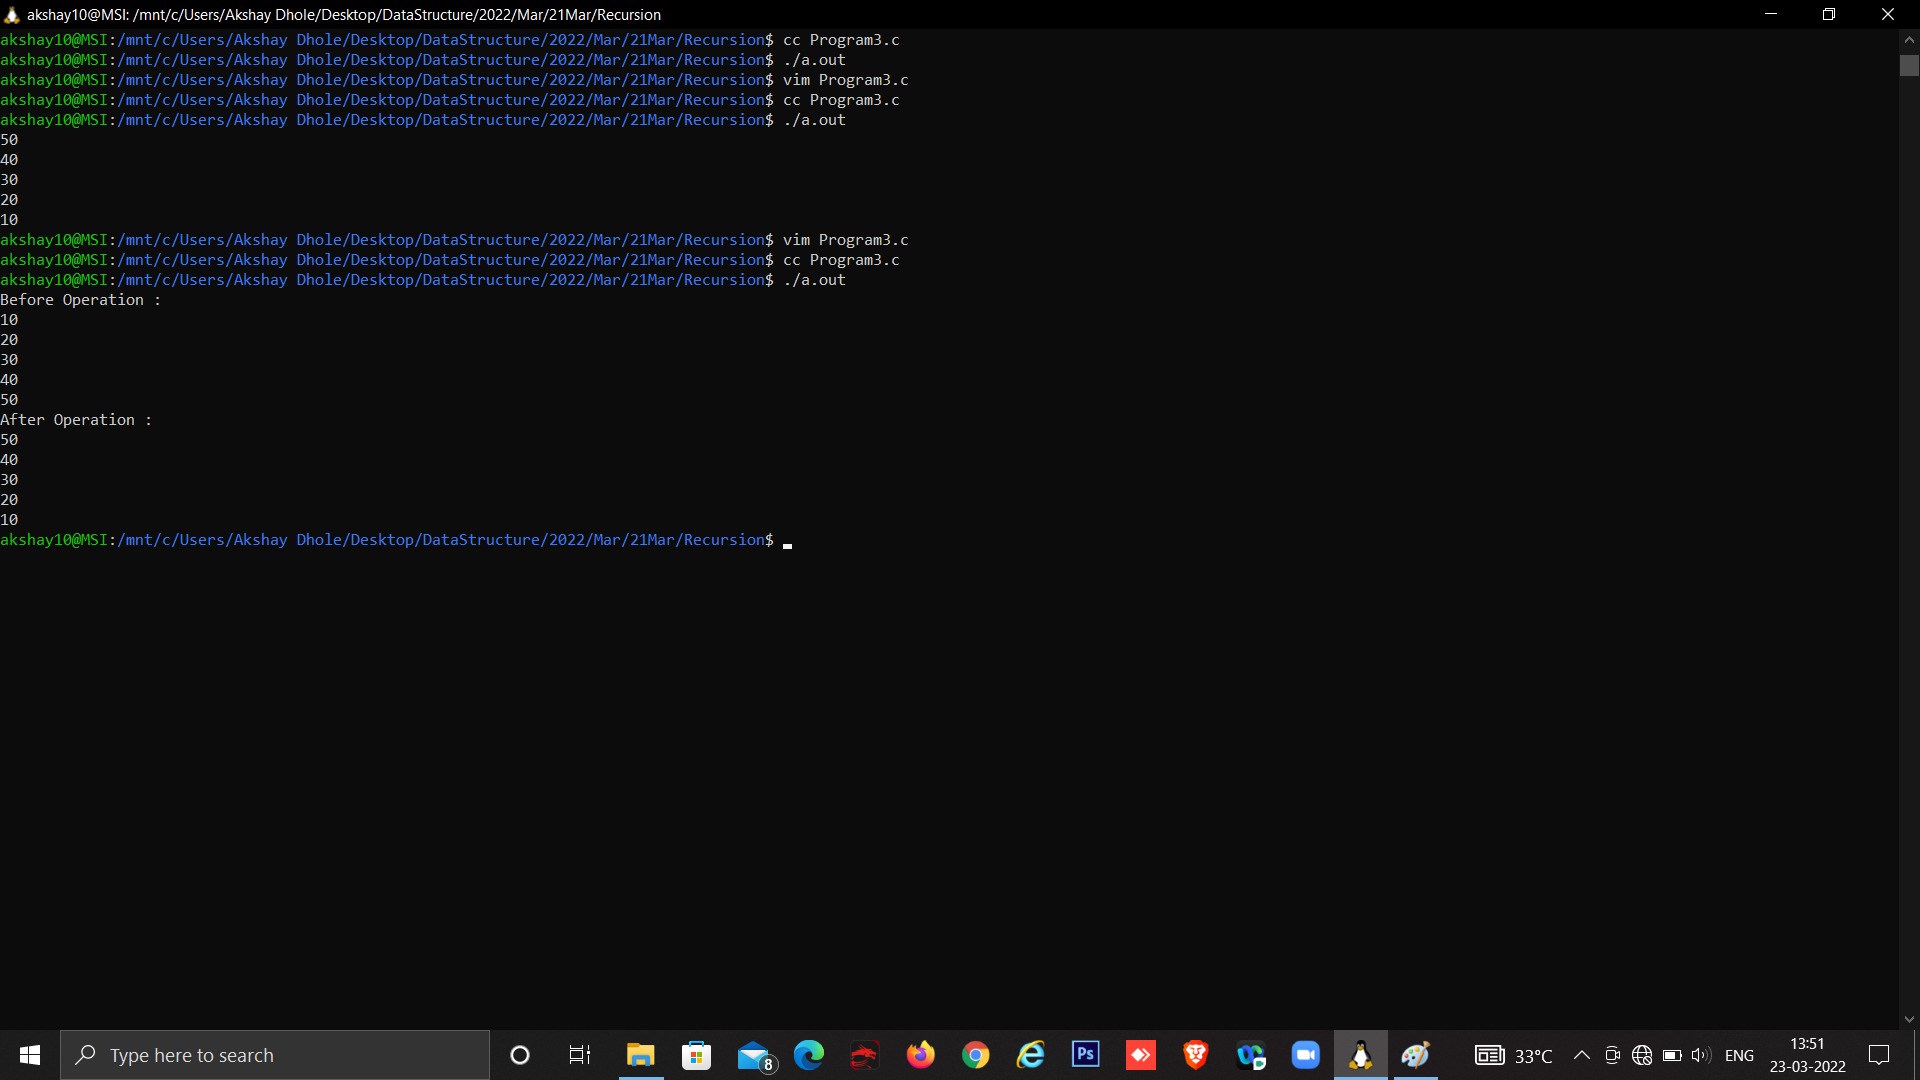 akshay10@MSI: /mnt/c/Users/Akshay Dhole/Desktop/DataStructure/2022/Mar/21Mar/Recursion
akshay10@MSI:/mnt/c/Users/Akshay Dhole/Desktop/DataStructure/2022/Mar/21Mar/Recursion$ cc Program3.c
akshay10@MSI:/mnt/c/Users/Akshay Dhole/Desktop/DataStructure/2022/Mar/21Mar/Recursion$ ./a.out
akshay10@MSI:/mnt/c/Users/Akshay Dhole/Desktop/DataStructure/2022/Mar/21Mar/Recursion$ vim Program3.c
akshay10@MSI:/mnt/c/Users/Akshay Dhole/Desktop/DataStructure/2022/Mar/21Mar/Recursion$ cc Program3.c
akshay10@MSI:/mnt/c/Users/Akshay Dhole/Desktop/DataStructure/2022/Mar/21Mar/Recursion$ ./a.out
50
40
30
20
10
akshay10@MSI:/mnt/c/Users/Akshay Dhole/Desktop/DataStructure/2022/Mar/21Mar/Recursion$ vim Program3.c
akshay10@MSI:/mnt/c/Users/Akshay Dhole/Desktop/DataStructure/2022/Mar/21Mar/Recursion$ cc Program3.c
akshay10@MSI:/mnt/c/Users/Akshay Dhole/Desktop/DataStructure/2022/Mar/21Mar/Recursion$ ./a.out
Before Operation :
10
20
30
40
50
After Operation :
50
40
30
20
10
akshay10@MSI:/mnt/c/Users/Akshay Dhole/Desktop/DataStructure/2022/Mar/21Mar/Recursion$
Type here to search
8
Ps
33°C
ENG
13:51
23-03-2022